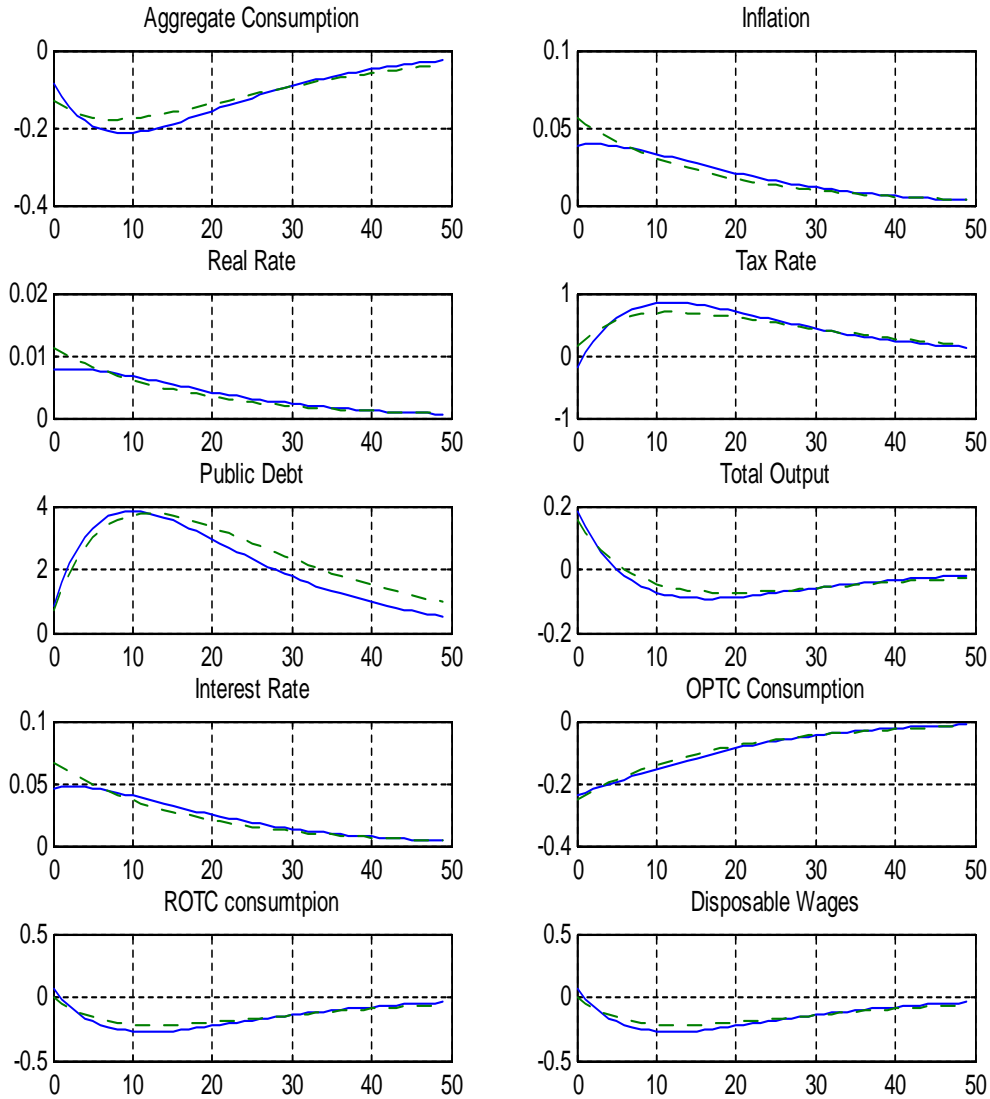 Aggregate Consumption
0
-0.2
-0.4
0 10 20 30 40 50
Inflation
0.1
0.05
0
0 10 20 30 40 50
Real Rate
0.02
0.01
0
0 10 20 30 40 50
Tax Rate
1
0
-1
0 10 20 30 40 50
Public Debt
4
2
0
0 10 20 30 40 50
Total Output
0.2
0
-0.2
0 10 20 30 40 50
Interest Rate
0.1
0.05
0
0 10 20 30 40 50
OPTC Consumption
0
-0.2
-0.4
0 10 20 30 40 50
ROTC consumtpion
0.5
0
-0.5
0 10 20 30 40 50
Disposable Wages
0.5
0
-0.5
0 10 20 30 40 50